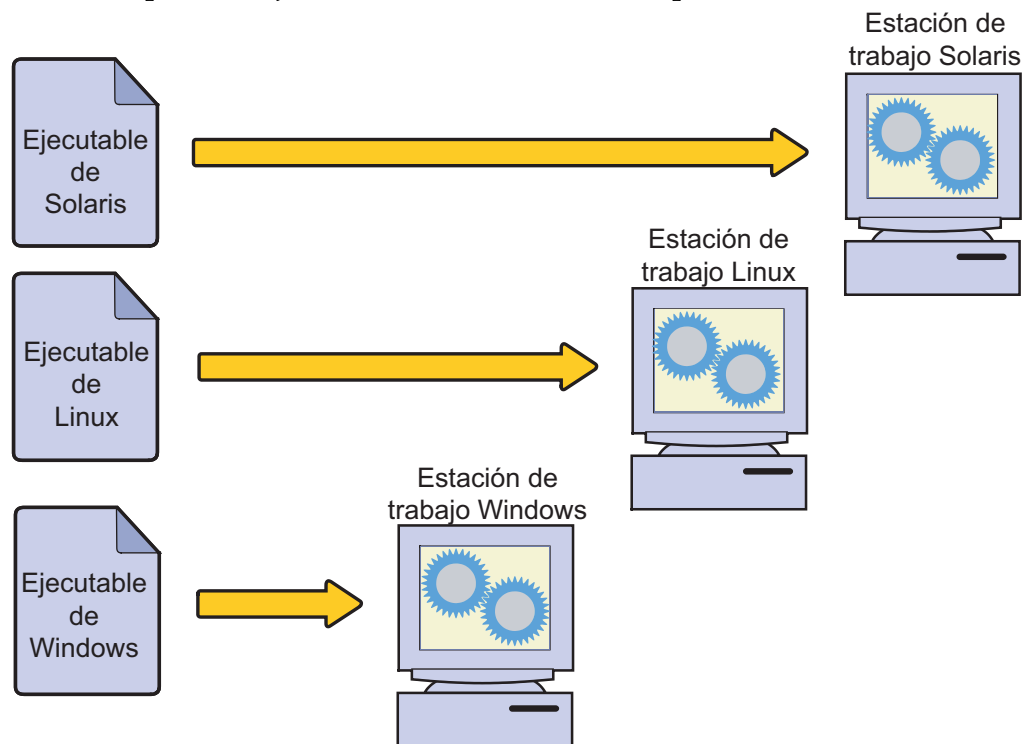 Estación de
trabajo Solaris
Ejecutable
de
Solaris
Estación de
trabajo Linux
Ejecutable
de
Linux
Estación de
trabajo Windows
Ejecutable
de
Windows